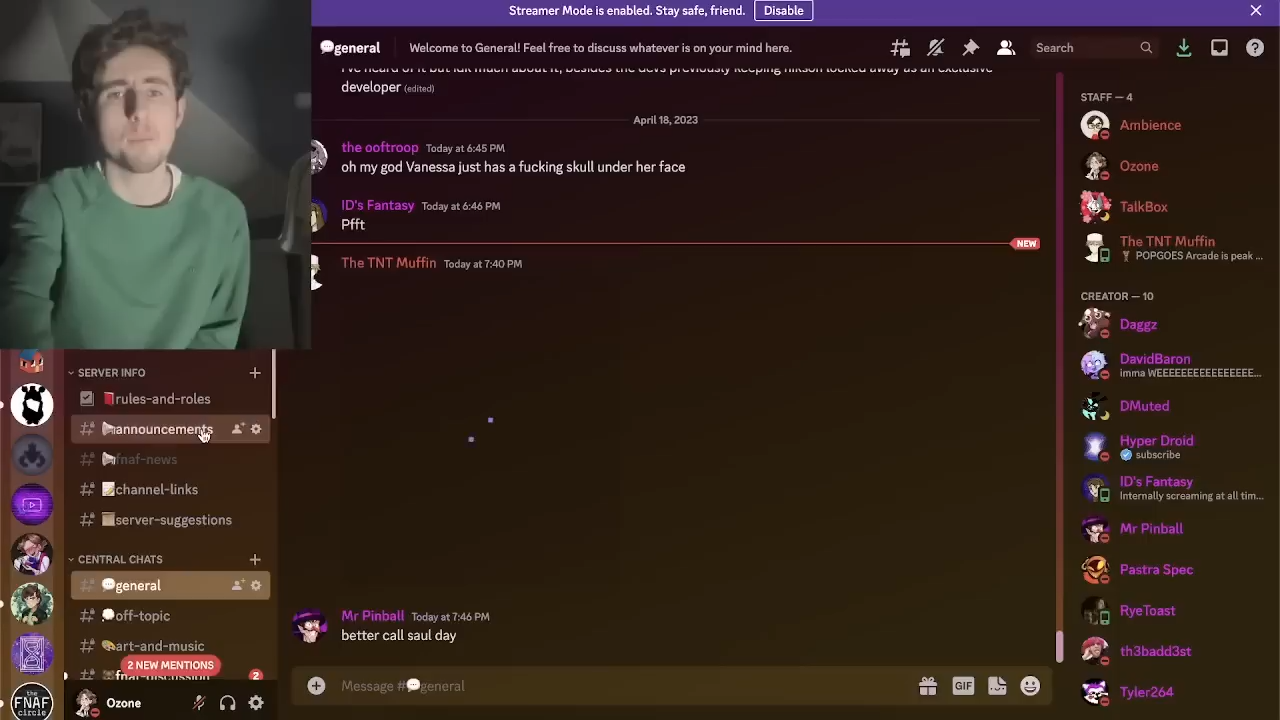 Streamer Mode is enabled. Stay safe, friend. Disable
general Welcome to General! Feel free to discuss whatever is on your mind here. Search
I've heard of it but idk much about it, besides the devs previously keeping nikson locked away as an exclusive
developer (edited)
April 18, 2023
the ooftroop Today at 6:45 PM
oh my god Vanessa just has a fucking skull under her face
ID's Fantasy Today at 6:46 PM
Pfft
NEW
The TNT Muffin Today at 7:40 PM
Mr Pinball Today at 7:46 PM
better call saul day
Message # general
GIF
SERVER INFO
rules-and-roles
announcements
fnaf-news
channel-links
server-suggestions
CENTRAL CHATS
general
off-topic
art-and-music
2 NEW MENTIONS
fnaf-discussion 2
Ozone
the
FNAF
circle
STAFF — 4
Ambience
Ozone
TalkBox
The TNT Muffin
POPGOES Arcade is peak ...
CREATOR — 10
Daggz
DavidBaron
imma WEEEEEEEEEEEEEEE...
DMuted
Hyper Droid
subscribe
ID's Fantasy
Internally screaming at all tim...
Mr Pinball
Pastra Spec
RyeToast
th3badd3st
Tyler264